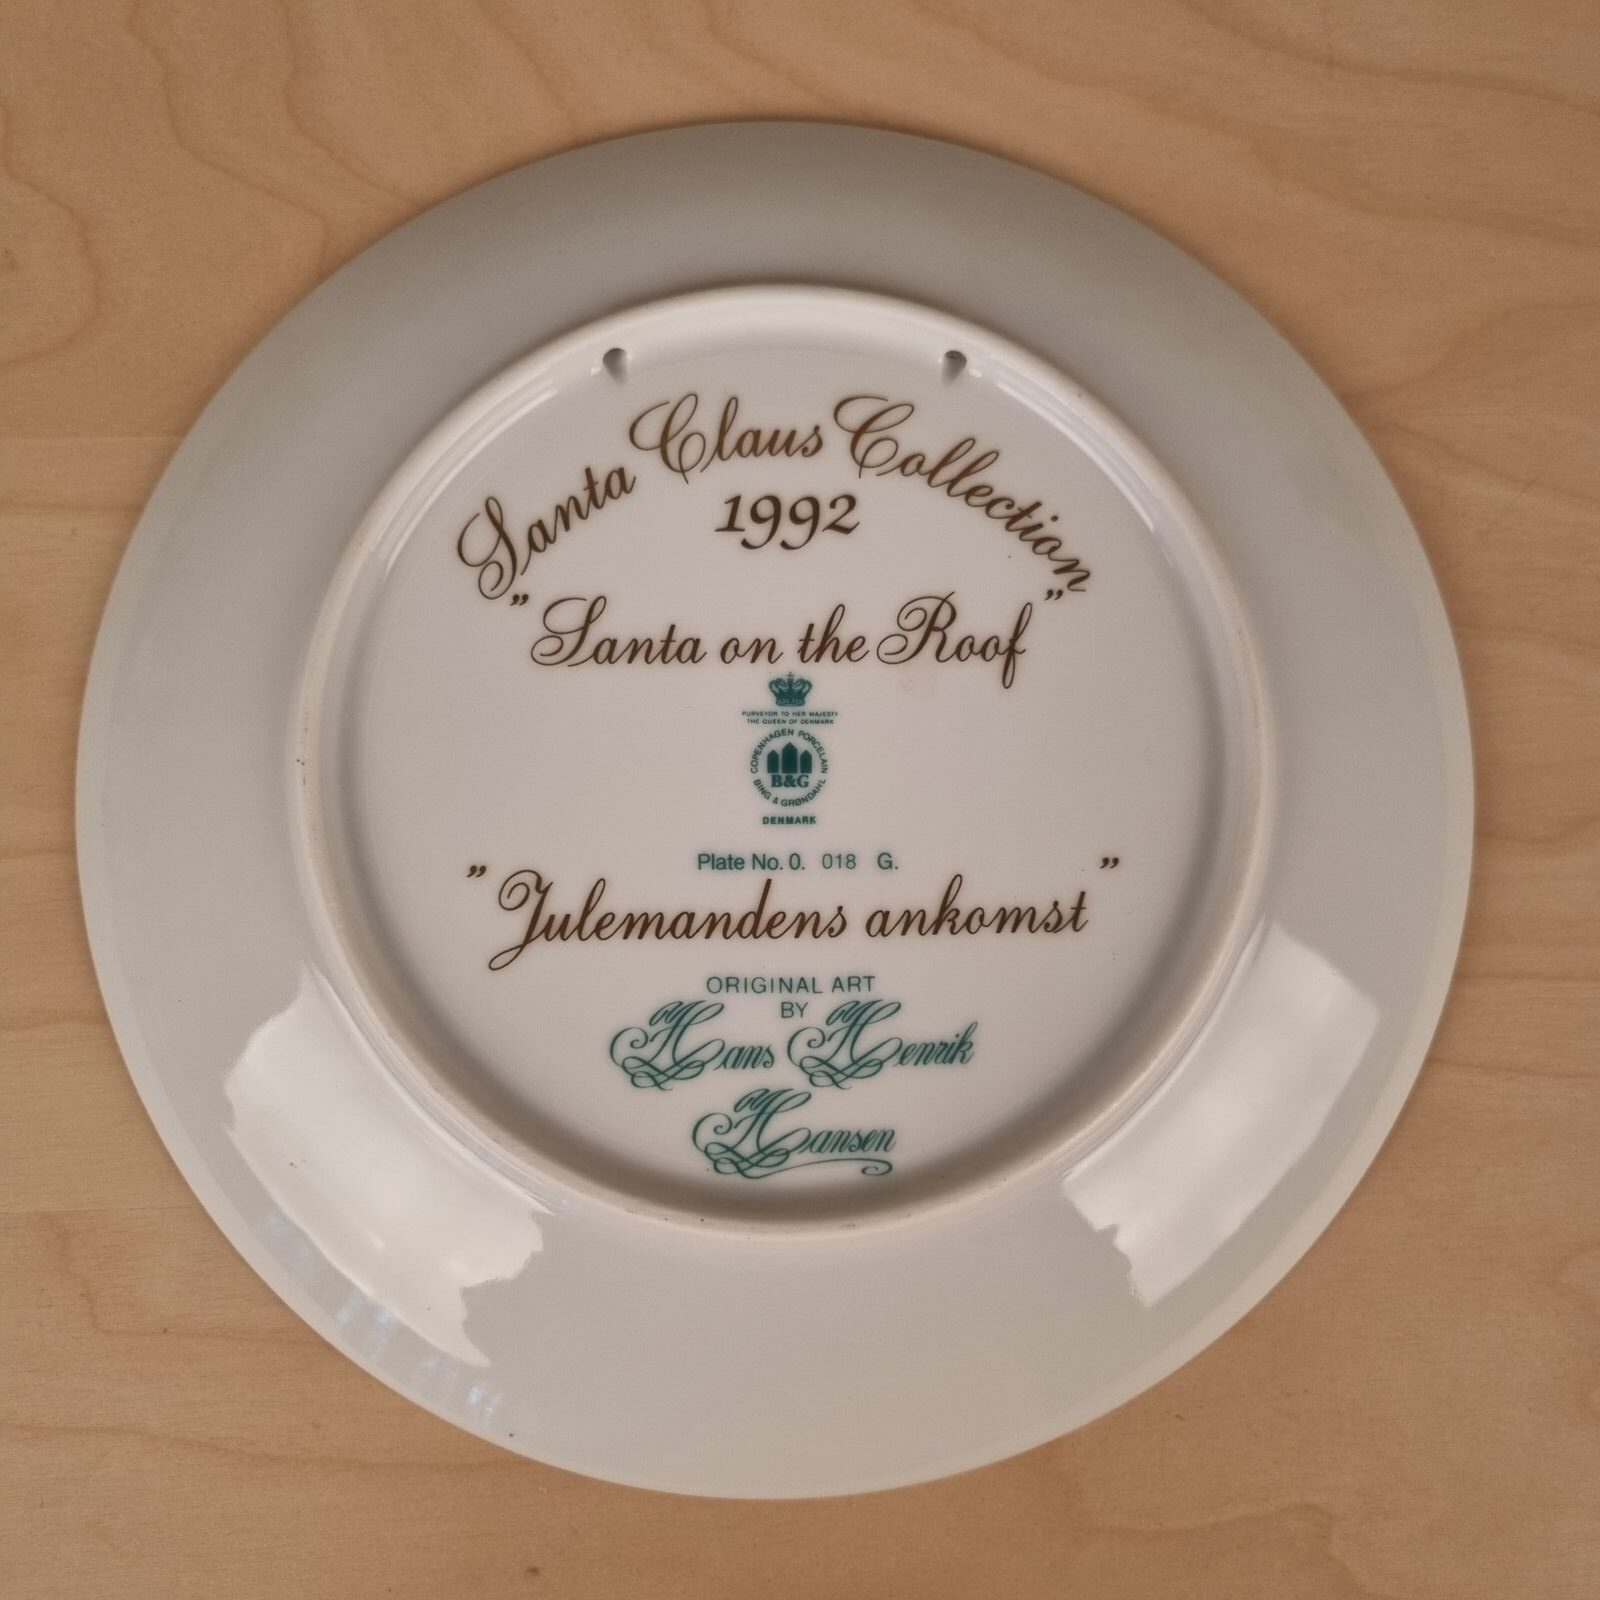 Santa Claus Collection
1992
"Santa on the Roof"
PURVEYOR TO HER MAJESTY
THE QUEEN OF DENMARK
COPENHAGEN PORCELAIN
B&G
BING & GRØNDAHL
DENMARK
Plate No. 0. 018 G.
"Julemandens ankomst"
ORIGINAL ART
BY
Hans Henrik
Hansen